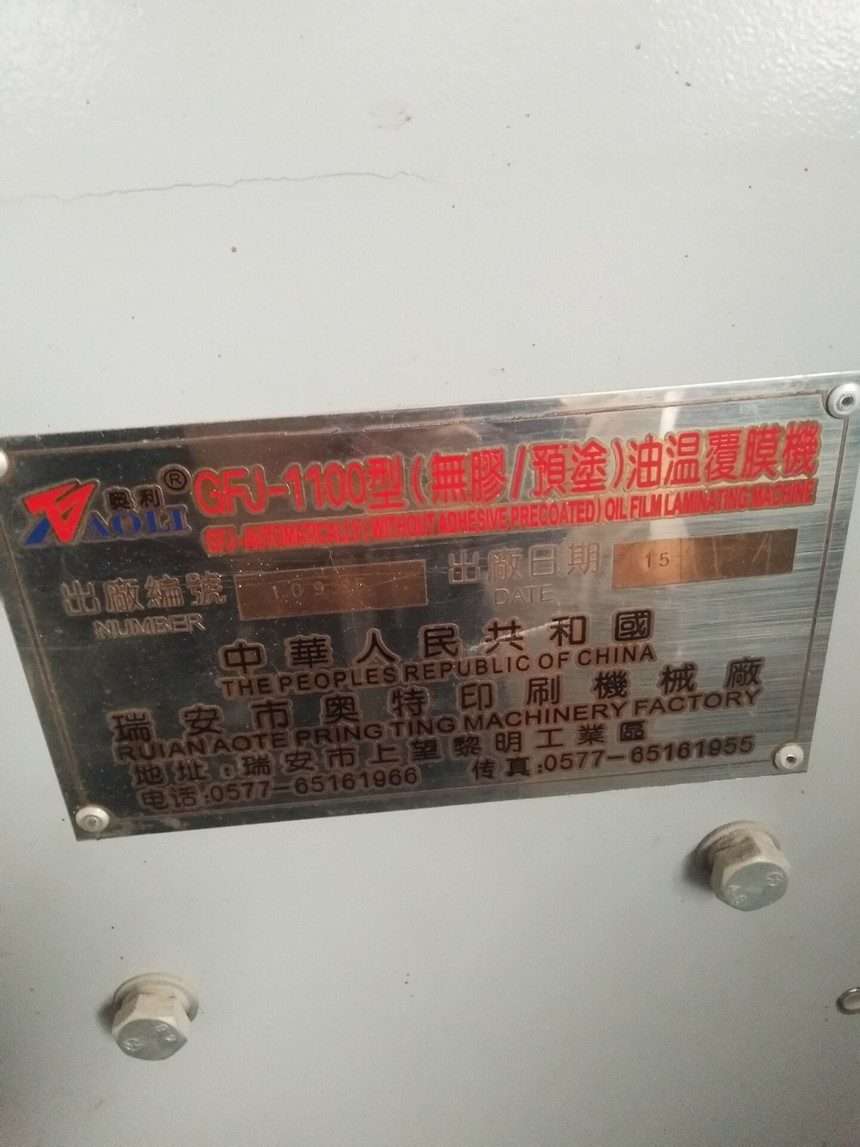 奥利 ® GFJ-1100型(無膠/預塗)油温覆膜機
AOLI GFJ-AUTOMATICALLY(WITHOUT ADHESIVE PRECOATED) OIL FILM LAMINATING MACHINE
出廠編號 出廠日期 15
NUMBER DATE
中華人民共和國
THE PEOPLES REPUBLIC OF CHINA
瑞安市奥特印刷機械廠
RUIAN AOTE PRING TING MACHINERY FACTORY
地址:瑞安市上望黎明工業區
电话:0577-65161966 传真:0577-65161955